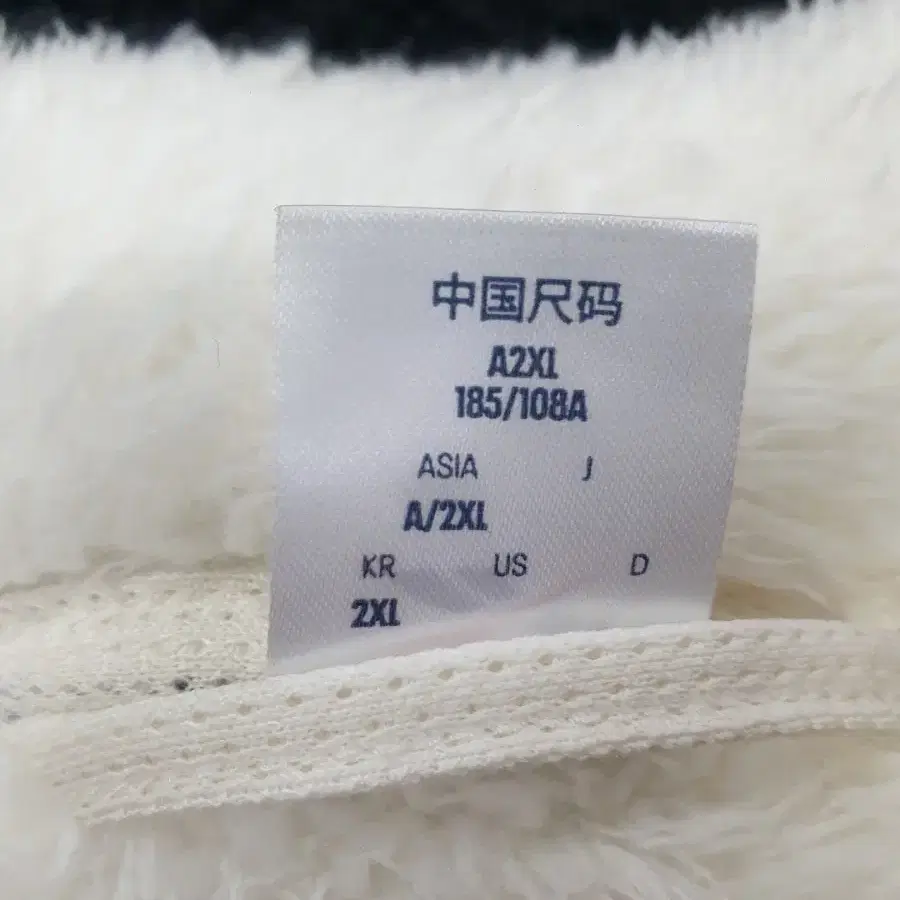 中国尺码
A2XL
185/108A
ASIA J
A/2XL
KR US D
2XL